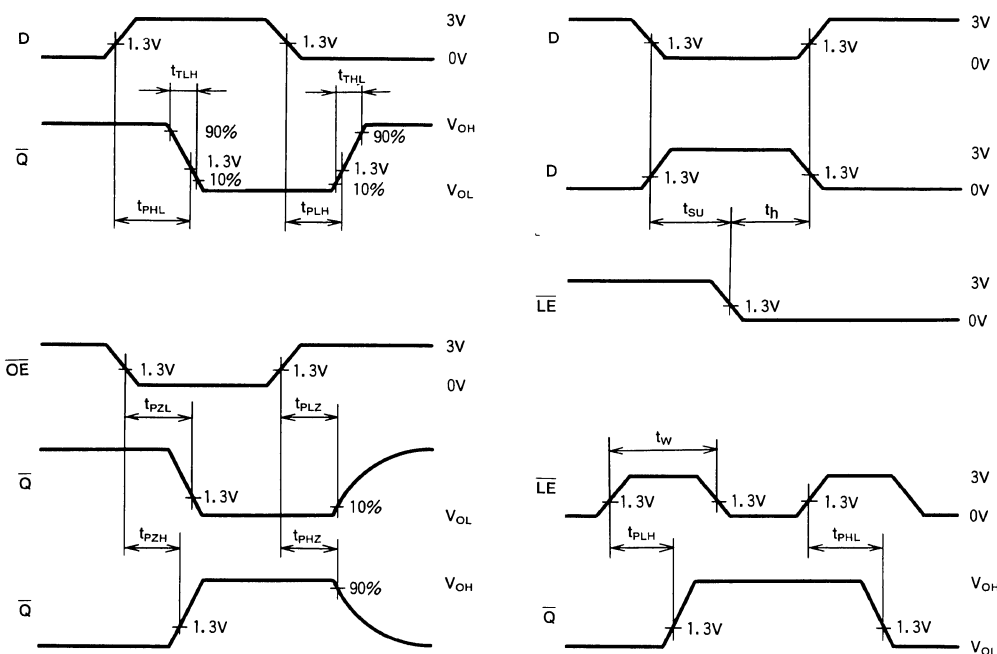 D 1.3V 1.3V 3V
0V
tTLH tTHL
Q̅ 90% 90% VOH
1.3V 1.3V
10% 10% VOL
tPHL tPLH
D 1.3V 1.3V 3V
0V
D 1.3V 1.3V 3V
0V
tSU th
L̅E̅ 1.3V 3V
0V
O̅E̅ 1.3V 1.3V 3V
0V
tPZL tPLZ
Q̅ 1.3V 10% VOL
tPZH tPHZ
Q̅ 1.3V 90% VOH
tW
L̅E̅ 1.3V 1.3V 1.3V 3V
0V
tPLH tPHL
Q̅ 1.3V 1.3V VOH
VOL